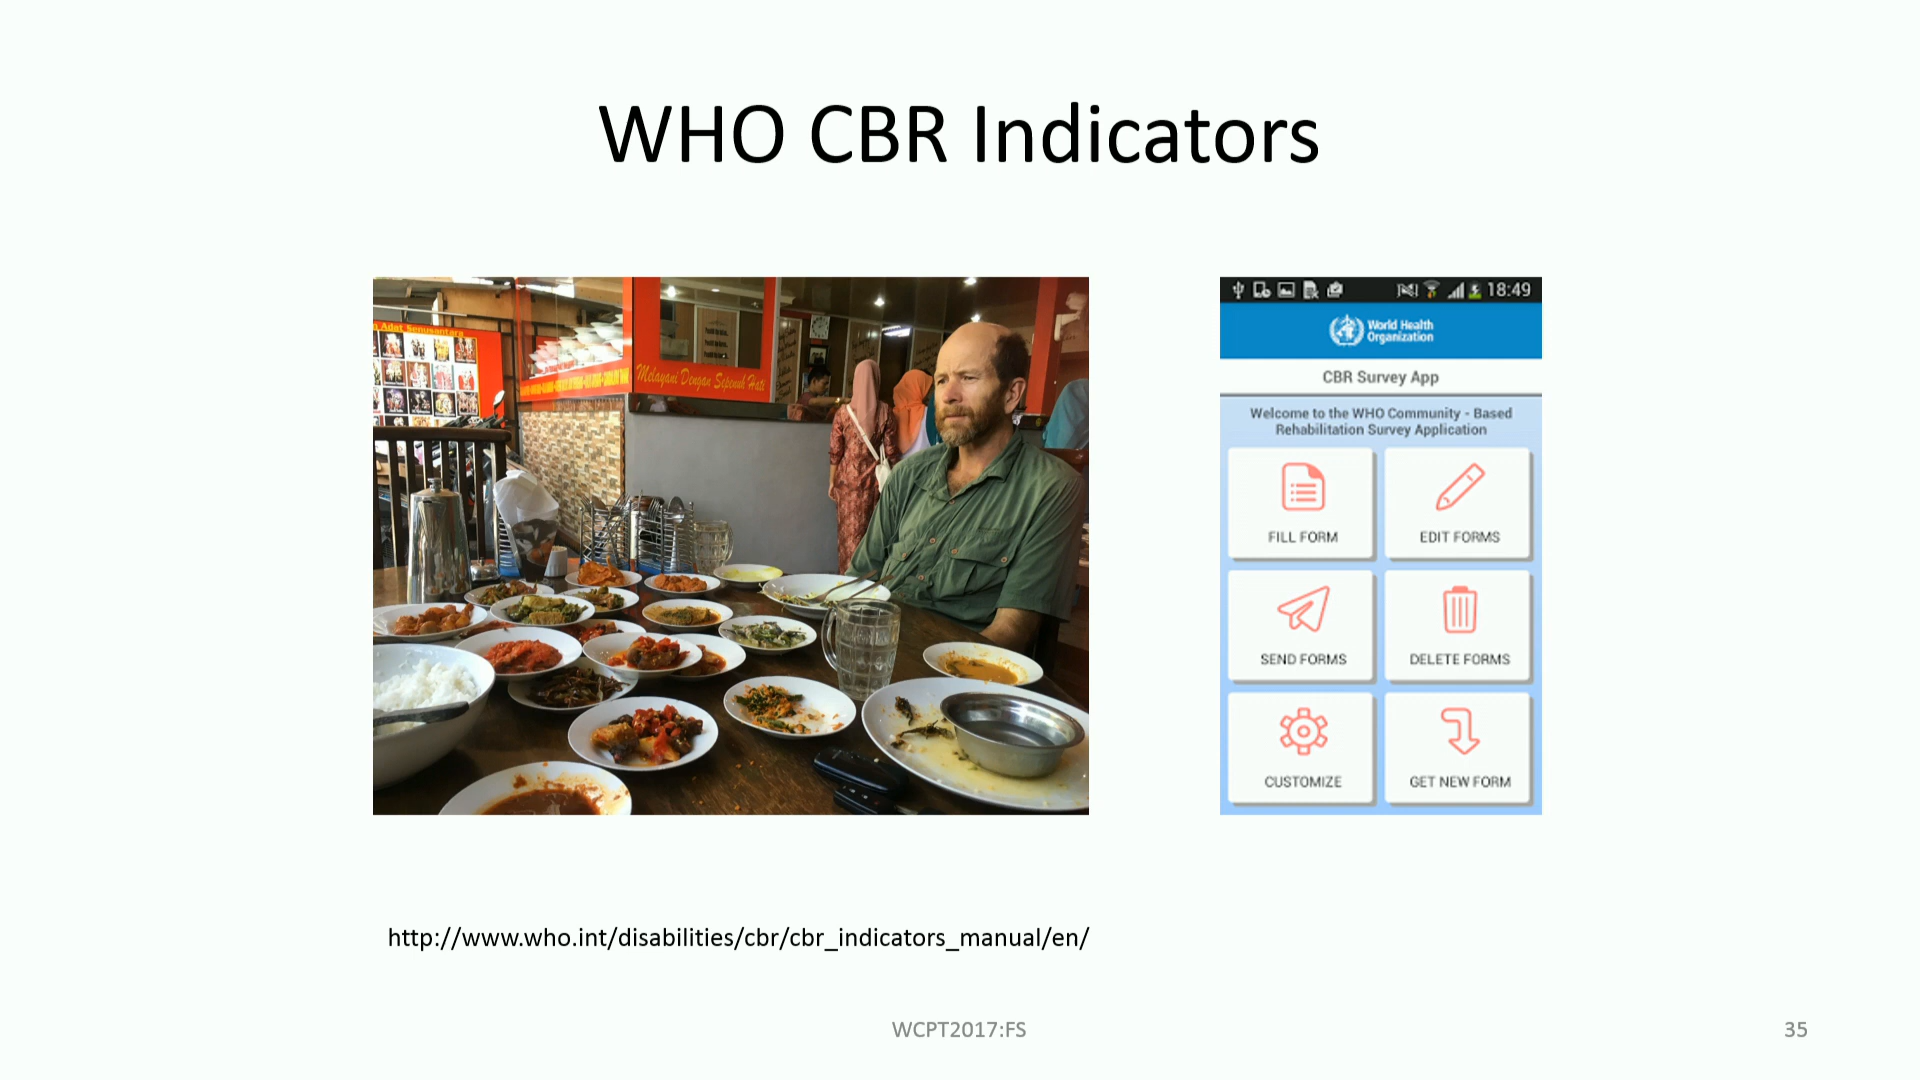 WHO CBR Indicators
n Adat Senusantara
Melayani Dengan Sepenuh Hati
18:49
World Health
Organization
CBR Survey App
Welcome to the WHO Community - Based
Rehabilitation Survey Application
FILL FORM
EDIT FORMS
SEND FORMS
DELETE FORMS
CUSTOMIZE
GET NEW FORM
http://www.who.int/disabilities/cbr/cbr_indicators_manual/en/
WCPT2017:FS
35